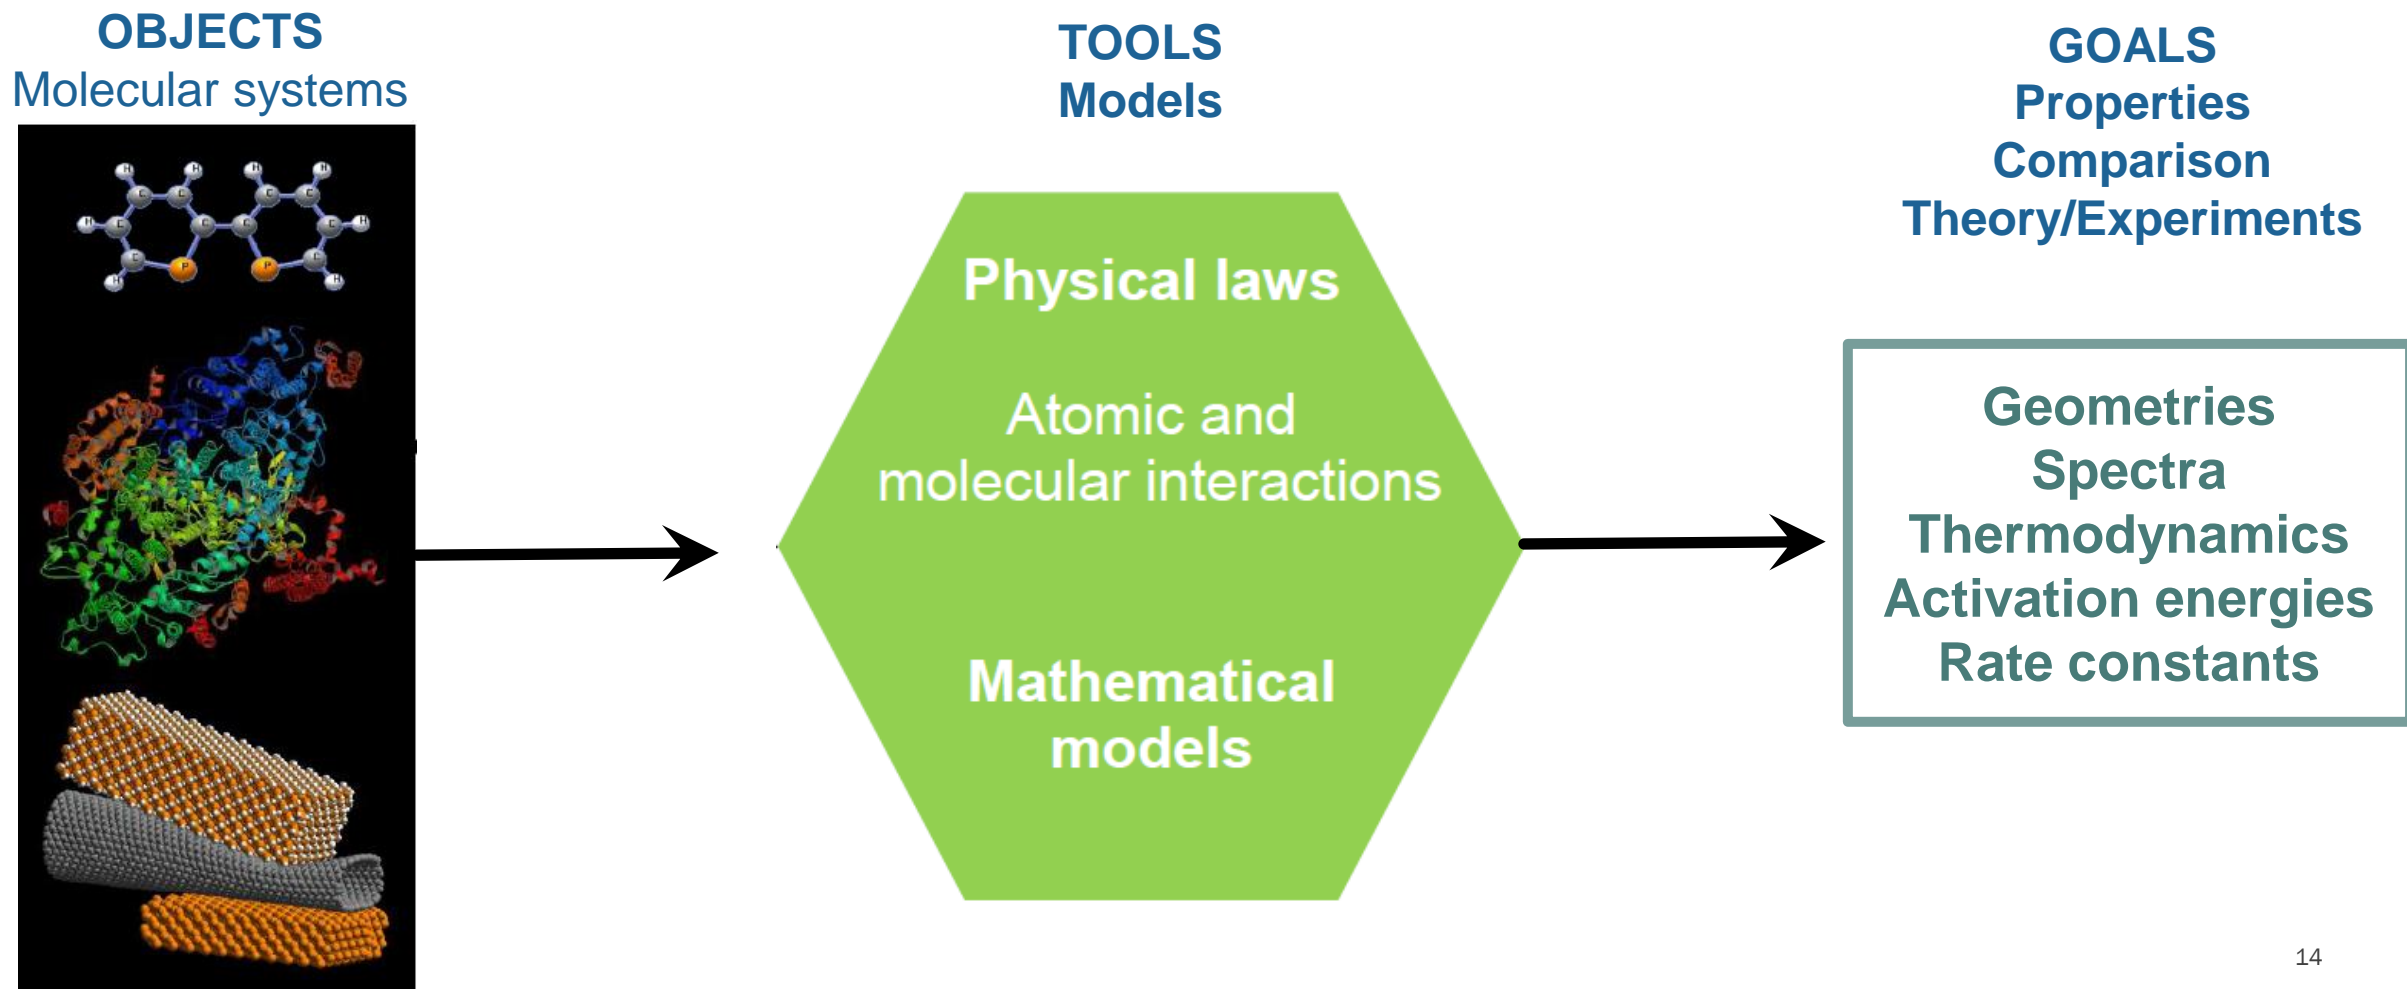 OBJECTS
Molecular systems
TOOLS
Models
GOALS
Properties
Comparison
Theory/Experiments
H
H
H
H
C
C
C
C
H
C
C
C
C
H
C
P
P
C
H
H
Physical laws
Atomic and
molecular interactions
Mathematical
models
Geometries
Spectra
Thermodynamics
Activation energies
Rate constants
14